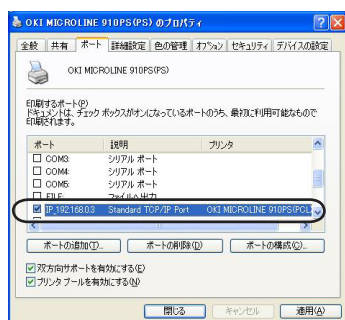 OKI MICROLINE 910PS(PS) のプロパティ
全般 共有 ポート 詳細設定 色の管理 オプション セキュリティ デバイスの設定
OKI MICROLINE 910PS(PS)
印刷するポート(P)
ドキュメントは、チェック ボックスがオンになっているポートのうち、最初に利用可能なもので
印刷されます。
ポート 説明 プリンタ
COM3: シリアル ポート
COM4: シリアル ポート
COM5: シリアル ポート
FILE: ファイルへ出力
IP_192.168.0.3 Standard TCP/IP Port OKI MICROLINE 910PS(PCL
ポートの追加(T)... ポートの削除(D) ポートの構成(C)...
双方向サポートを有効にする(E)
プリンタ プールを有効にする(N)
閉じる キャンセル 適用(A)